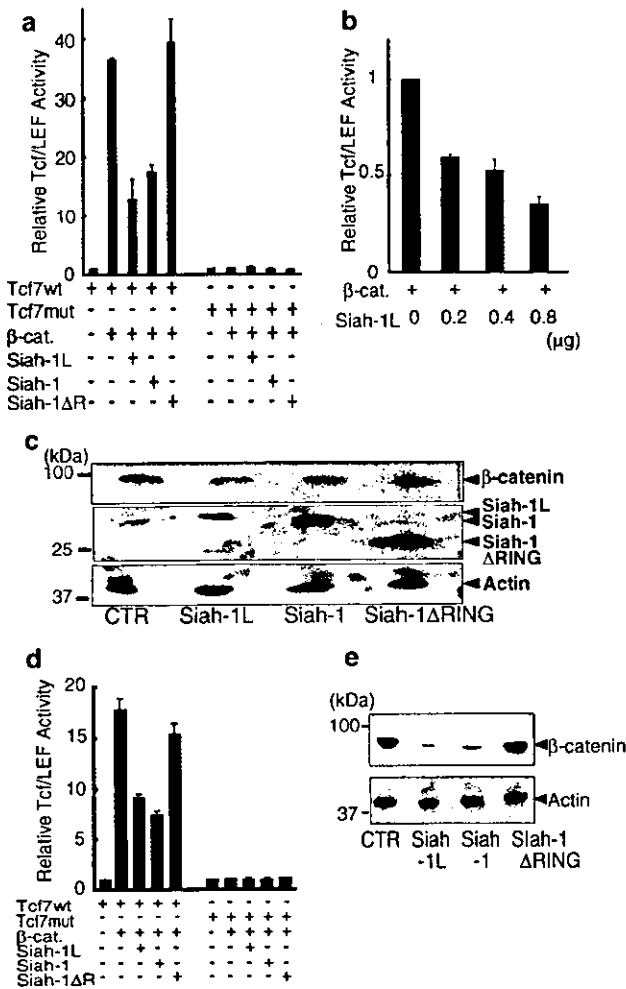 a
Relative Tcf/LEF Activity
40
30
20
10
0
Tcf7wt + + + + + - - - - -
Tcf7mut - - - - - + + + + +
β-cat. - + + + + - + + + +
Siah-1L - - + - - - - + - -
Siah-1 - - - + - - - - + -
Siah-1ΔR - - - - + - - - - +
b
Relative Tcf/LEF Activity
1
0.5
0
β-cat. + + + +
Siah-1L 0 0.2 0.4 0.8
(μg)
c
(kDa)
100
β-catenin
Siah-1L
Siah-1
25
Siah-1
ΔRING
Actin
37
CTR Siah-1L Siah-1 Siah-1ΔRING
d
Relative Tcf/LEF Activity
20
15
10
5
0
Tcf7wt + + + + + - - - - -
Tcf7mut - - - - - + + + + +
β-cat. - + + + + - + + + +
Siah-1L - - + - - - - + - -
Siah-1 - - - + - - - - + -
Siah-1ΔR - - - - + - - - - +
e
(kDa)
100
β-catenin
Actin
37
CTR Siah Siah Siah-1
-1L -1 ΔRING